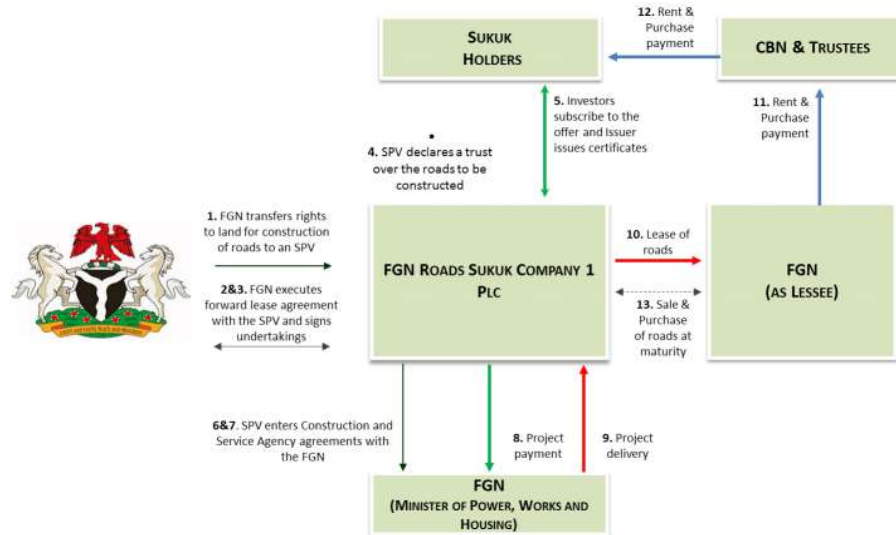 SUKUK
HOLDERS
12. Rent &
Purchase
payment
CBN & TRUSTEES
5. Investors
subscribe to the
offer and Issuer
issues certificates
11. Rent &
Purchase
payment
4. SPV declares a trust
over the roads to be
constructed
1. FGN transfers rights
to land for construction
of roads to an SPV
2&3. FGN executes
forward lease agreement
with the SPV and signs
undertakings
FGN ROADS SUKUK COMPANY 1
PLC
10. Lease of
roads
13. Sale &
Purchase
of roads at
maturity
FGN
(AS LESSEE)
6&7. SPV enters Construction and
Service Agency agreements with
the FGN
8. Project
payment
9. Project
delivery
FGN
(MINISTER OF POWER, WORKS AND
HOUSING)